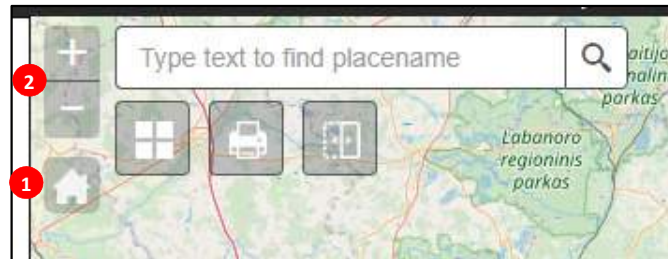 +
Type text to find placename
aitijo
nalin
parkas
2
−
Labanoro
regioninis
parkas
1